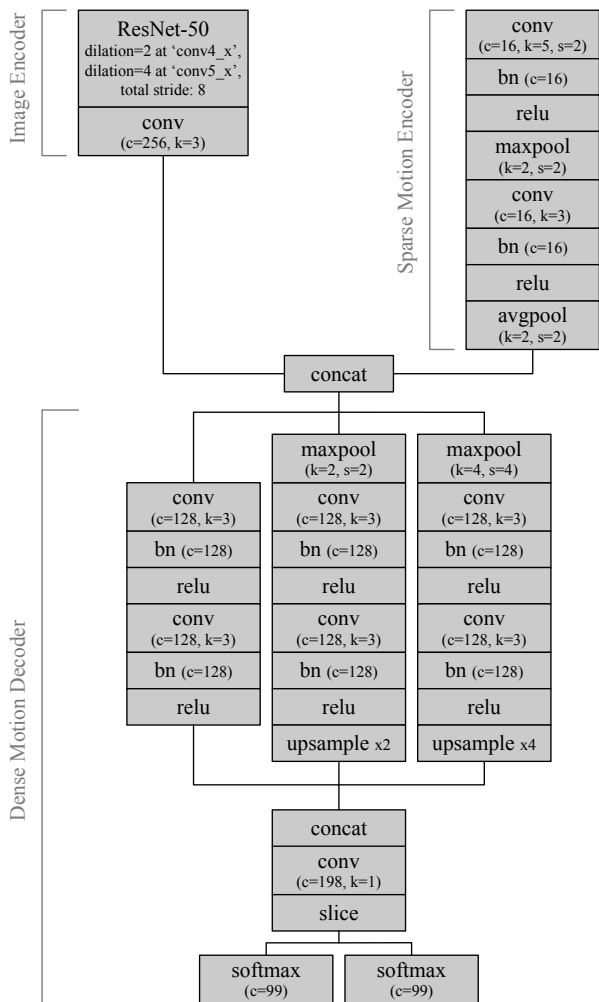 Image Encoder
ResNet-50
dilation=2 at ‘conv4_x’,
dilation=4 at ‘conv5_x’,
total stride: 8
conv
(c=256, k=3)
Sparse Motion Encoder
conv
(c=16, k=5, s=2)
bn (c=16)
relu
maxpool
(k=2, s=2)
conv
(c=16, k=3)
bn (c=16)
relu
avgpool
(k=2, s=2)
concat
Dense Motion Decoder
conv
(c=128, k=3)
bn (c=128)
relu
conv
(c=128, k=3)
bn (c=128)
relu
maxpool
(k=2, s=2)
conv
(c=128, k=3)
bn (c=128)
relu
conv
(c=128, k=3)
bn (c=128)
relu
upsample x2
maxpool
(k=4, s=4)
conv
(c=128, k=3)
bn (c=128)
relu
conv
(c=128, k=3)
bn (c=128)
relu
upsample x4
concat
conv
(c=198, k=1)
slice
softmax
(c=99)
softmax
(c=99)